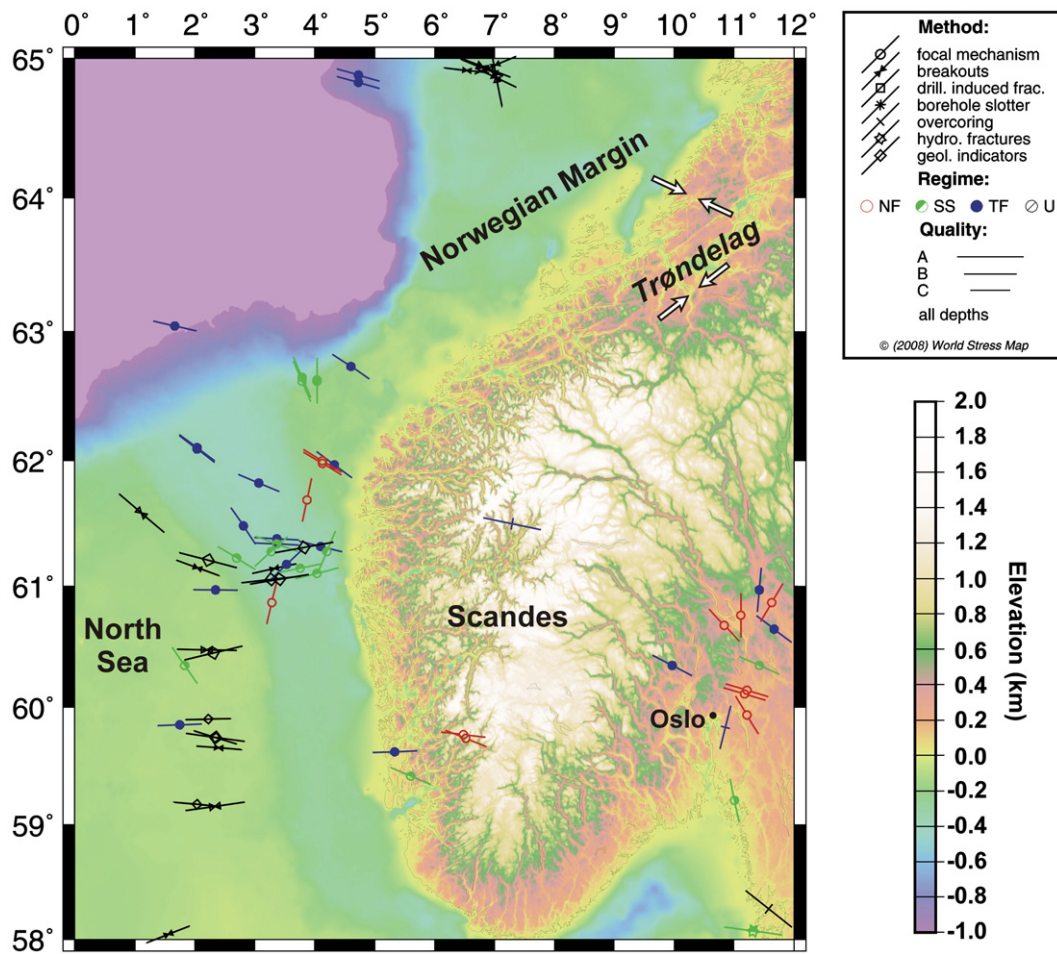 0° 1° 2° 3° 4° 5° 6° 7° 8° 9° 10° 11° 12°
65°
64°
63°
62°
61°
60°
59°
58°
Norwegian Margin
Trøndelag
Scandes
North
Sea
Oslo
Method:
focal mechanism
breakouts
drill. induced frac.
borehole slotter
overcoring
hydro. fractures
geol. indicators
Regime:
NF SS TF U
Quality:
A
B
C
all depths
© (2008) World Stress Map
2.0
1.8
1.6
1.4
1.2
1.0
0.8
0.6
0.4
0.2
0.0
-0.2
-0.4
-0.6
-0.8
-1.0
Elevation (km)